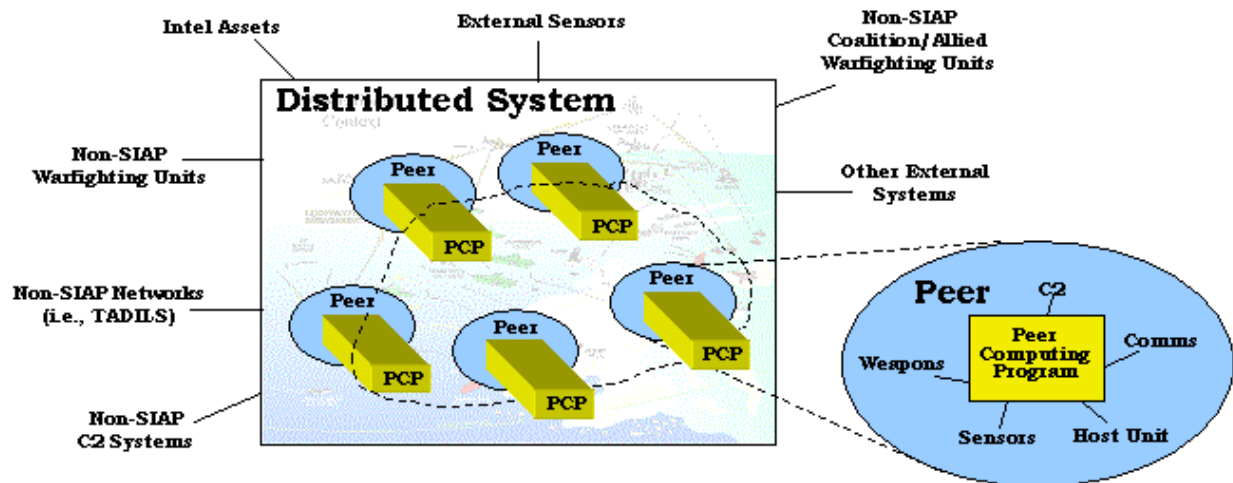 Intel Assets
External Sensors
Non-SIAP
Coalition/Allied
Warfighting Units
Distributed System
Context
Non-SIAP
Warfighting Units
Peer
PCP
Peer
PCP
Other External
Systems
Non-SIAP Networks
(i.e., TADILS)
Peer
PCP
Peer
PCP
Peer
PCP
Non-SIAP
C2 Systems
Peer
C2
Peer
Computing
Program
Comms
Weapons
Sensors
Host Unit